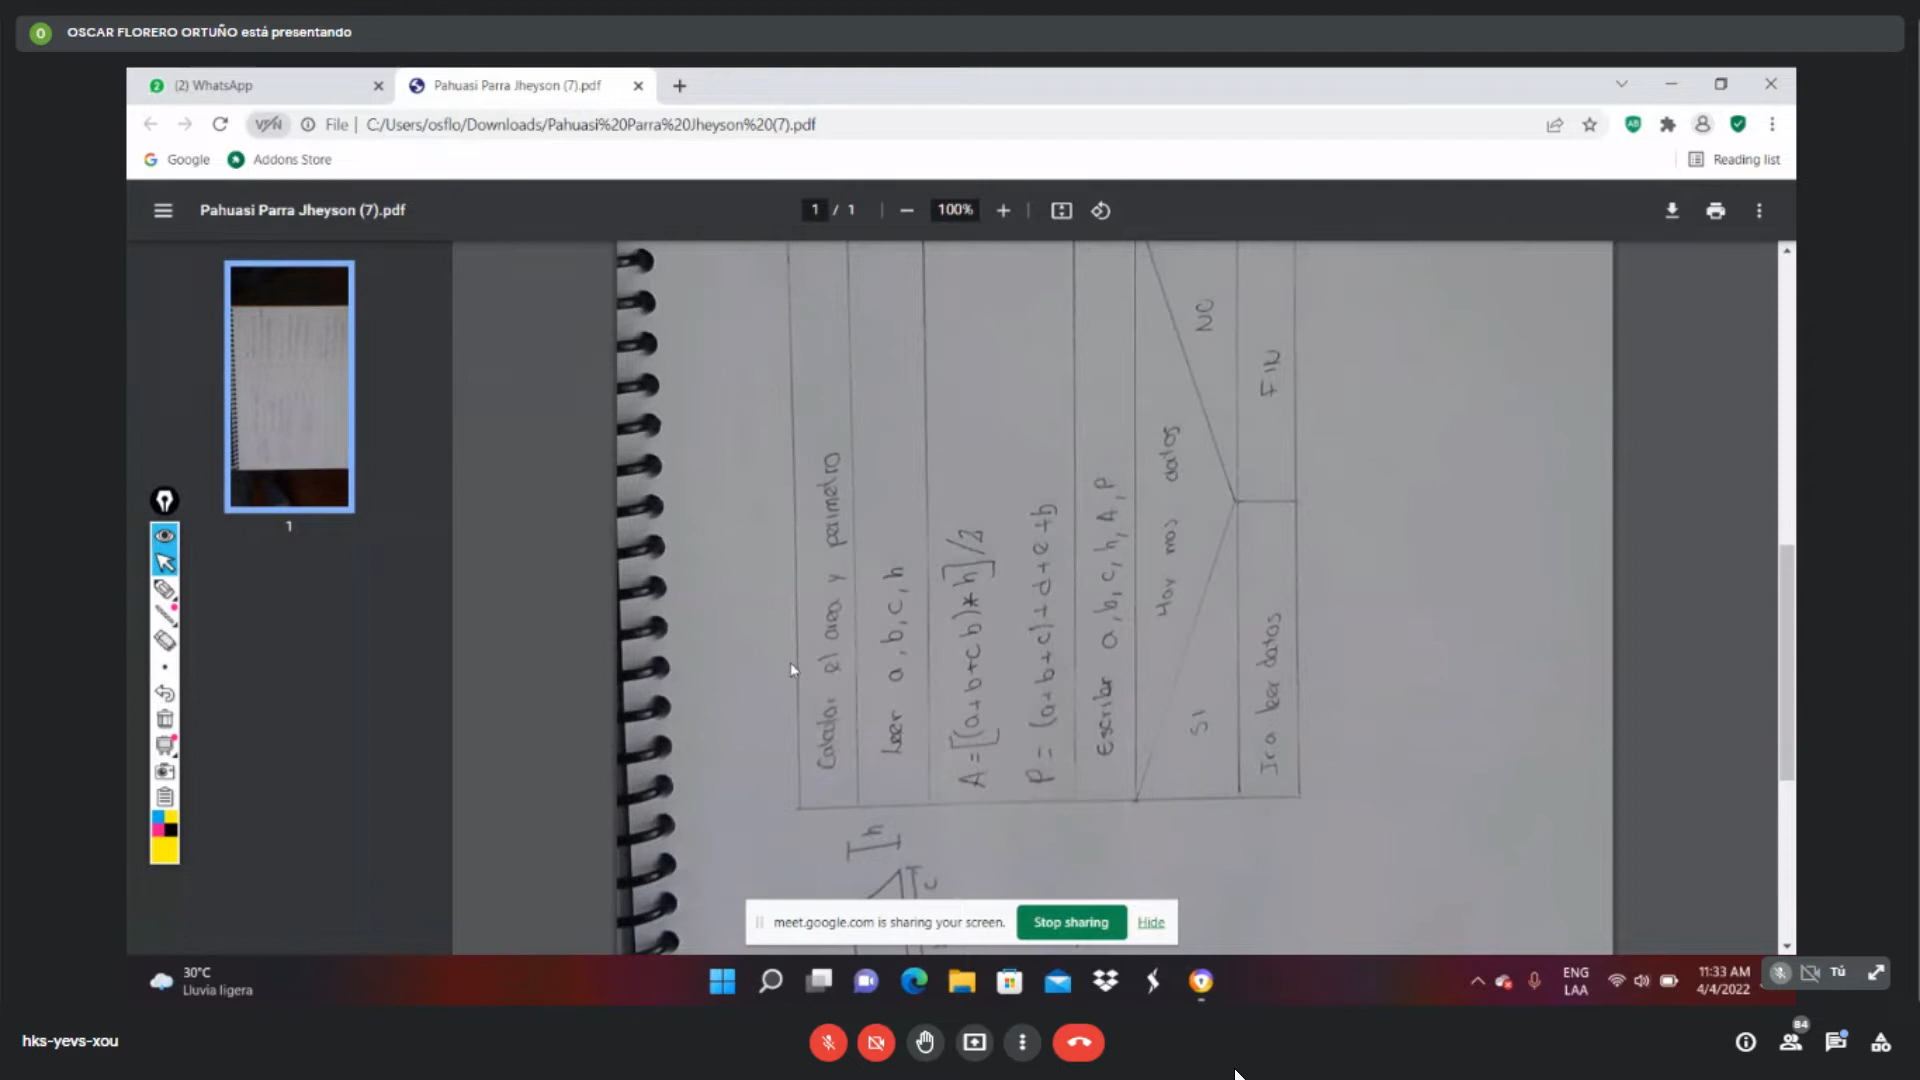 O OSCAR FLORERO ORTUÑO está presentando
2 (2) WhatsApp
Pahuasi Parra Jheyson (7).pdf
VPN File | C:/Users/osflo/Downloads/Pahuasi%20Parra%20Jheyson%20(7).pdf
Google Addons Store Reading list
Pahuasi Parra Jheyson (7).pdf 1 / 1 100%
1
Calcular el area y perimetro
Leer a, b, c, h
A=[(a+b+cb)*h]/2
P = (a+b+c)+d+e+b
Escribir a, b, c, h, A, P
Hay mas datos
SI NO
Ir a leer datos FIN
h
c
meet.google.com is sharing your screen. Stop sharing Hide
30°C
Lluvia ligera
ENG
LAA
11:33 AM
4/4/2022
Tú
hks-yevs-xou
84